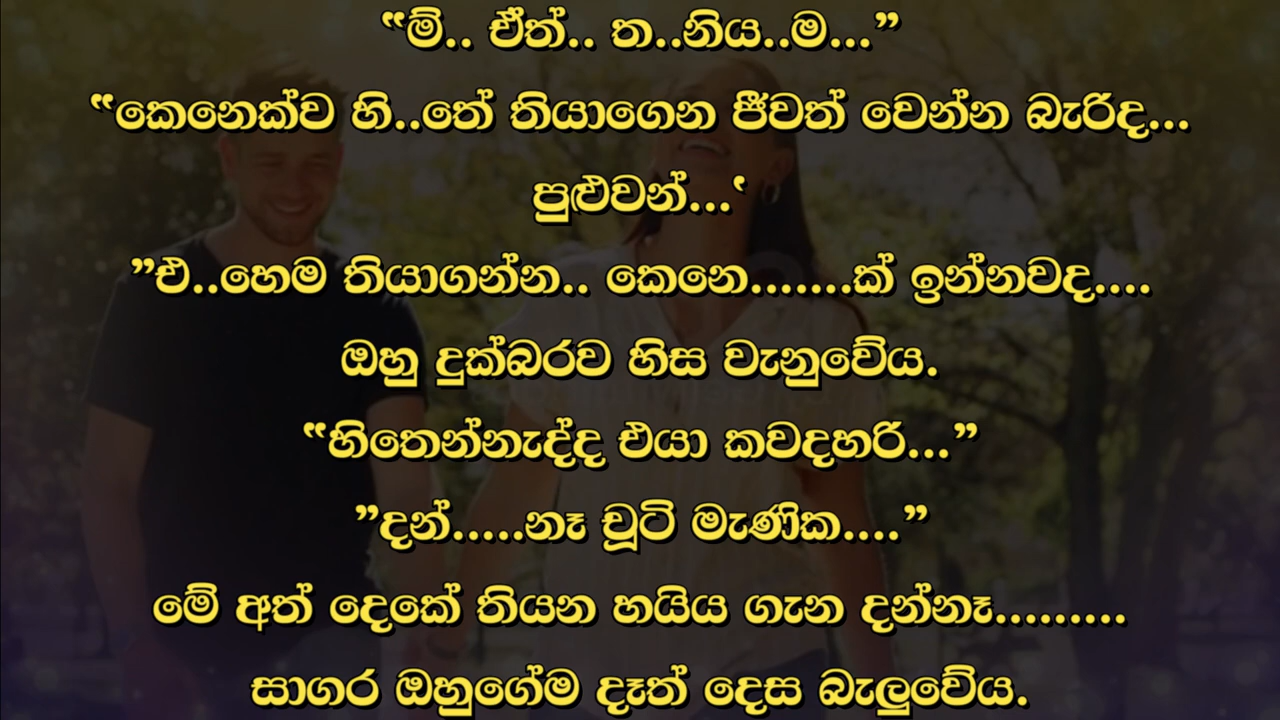 “ම්.. ඒත්.. ත..නිය..ම...”
“කෙනෙක්ව හි..තේ තියාගෙන ජීවත් වෙන්න බැරිද...
පුළුවන්...‘
”එ..හෙම තියාගන්න.. කෙනෙ.......ක් ඉන්නවද....
ඔහු දුක්බරව හිස වැනුවේය.
“හිතෙන්නැද්ද එයා කවදහරි...”
”දන්.....නෑ චූටි මැණික....”
මේ අත් දෙකේ තියන හයිය ගැන දන්නෑ.........
සාගර ඔහුගේම දෑත් දෙස බැලුවේය.